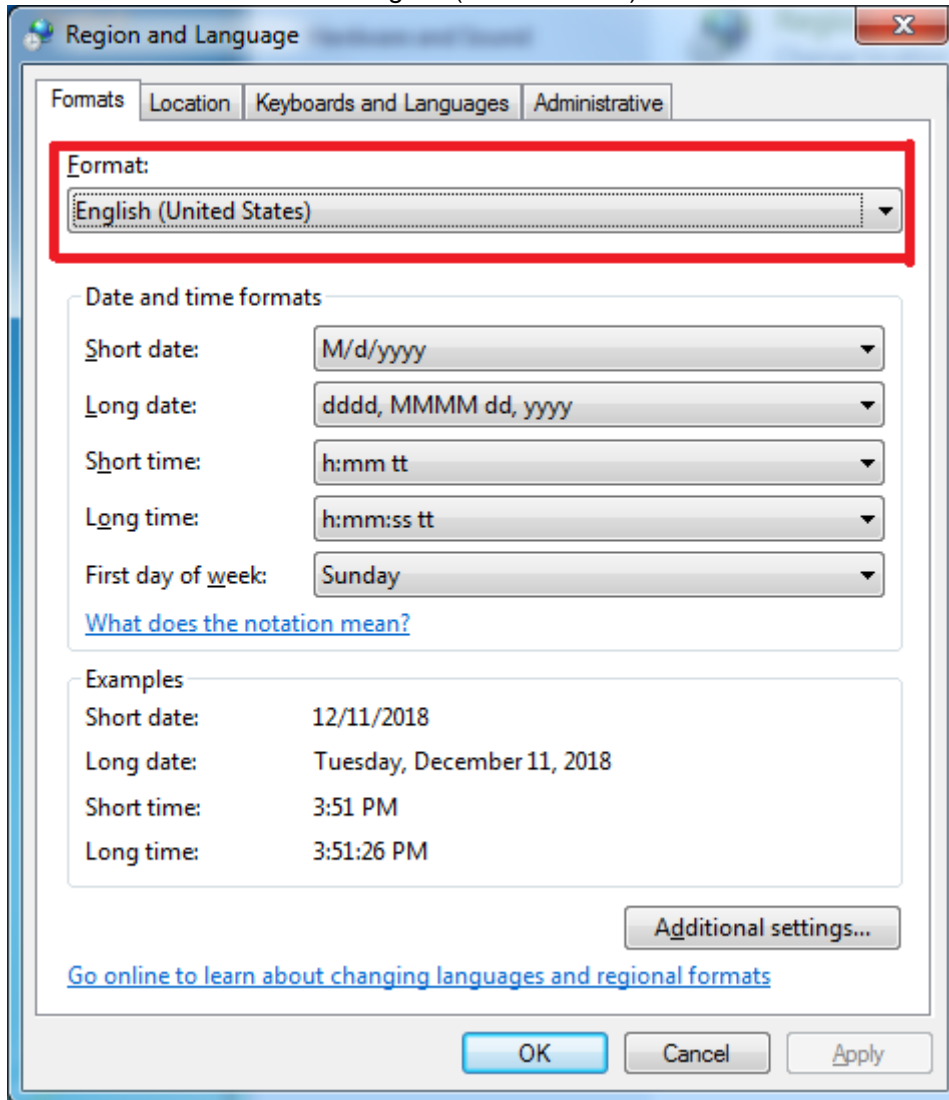 Region and Language
Formats Location Keyboards and Languages Administrative
Format:
English (United States)
Date and time formats
Short date: M/d/yyyy
Long date: dddd, MMMM dd, yyyy
Short time: h:mm tt
Long time: h:mm:ss tt
First day of week: Sunday
What does the notation mean?
Examples
Short date: 12/11/2018
Long date: Tuesday, December 11, 2018
Short time: 3:51 PM
Long time: 3:51:26 PM
Additional settings...
Go online to learn about changing languages and regional formats
OK Cancel Apply